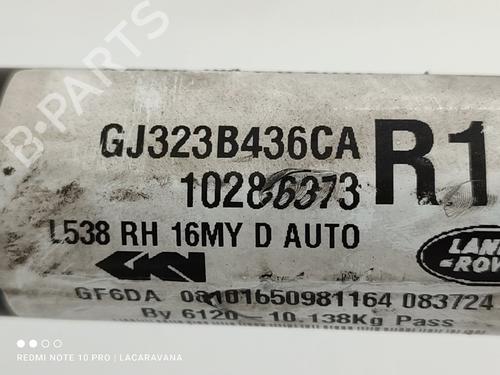 B-PARTS
GJ323B436CA
R1
10286373
L538 RH 16MY D AUTO
GKN
LAND
-ROVE
GF6DA 08101650981164 083724
By 6120- 10.138Kg Pass
REDMI NOTE 10 PRO | LACARAVANA